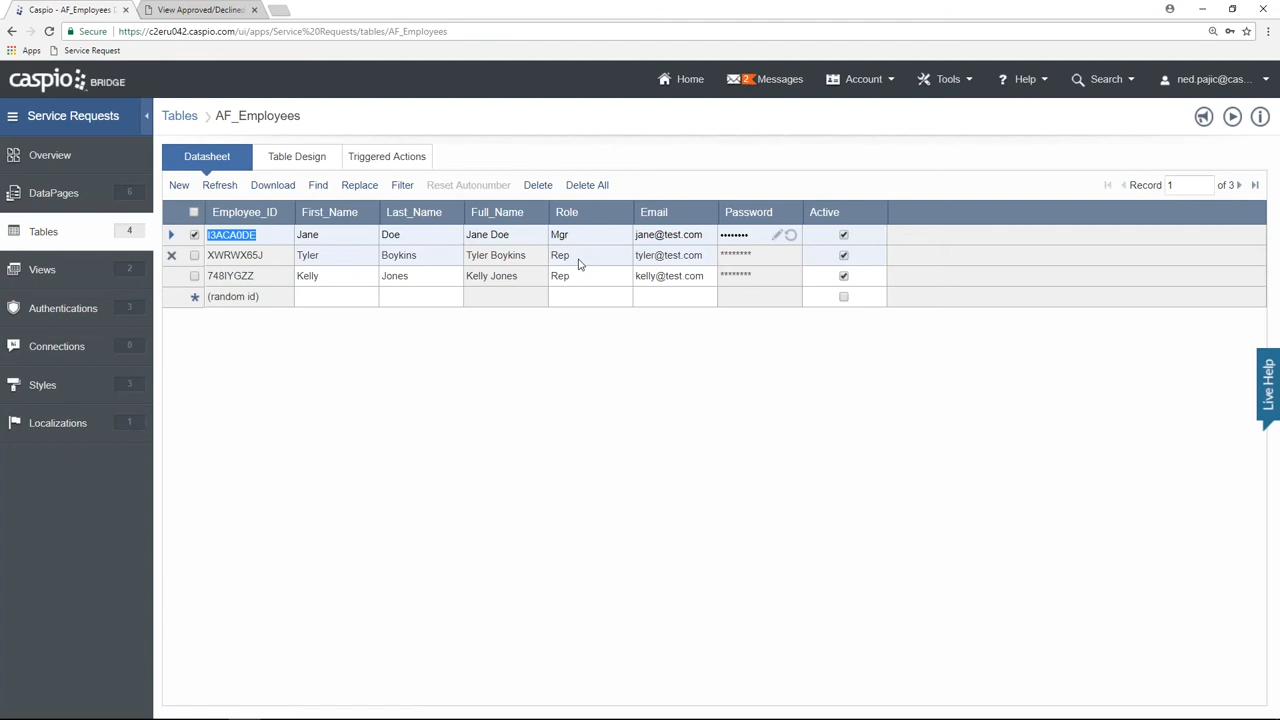 Caspio - AF_Employees
View Approved/Declined
Secure
https://c2eru042.caspio.com/ui/apps/Service%20Requests/tables/AF_Employees
Apps
Service Request
caspio BRIDGE
Home
2 Messages
Account
Tools
? Help
Search
ned.pajic@cas...
Service Requests
Tables
AF_Employees
Overview
DataPages 6
Tables 4
Views 2
Authentications 3
Connections 0
Styles 3
Localizations 1
Datasheet
Table Design
Triggered Actions
New Refresh Download Find Replace Filter Reset Autonumber Delete Delete All
Record 1 of 3
Employee_ID First_Name Last_Name Full_Name Role Email Password Active
I3ACA0DE Jane Doe Jane Doe Mgr jane@test.com ••••••••
XWRWX65J Tyler Boykins Tyler Boykins Rep tyler@test.com ********
748IYGZZ Kelly Jones Kelly Jones Rep kelly@test.com ********
(random id)
Live Help